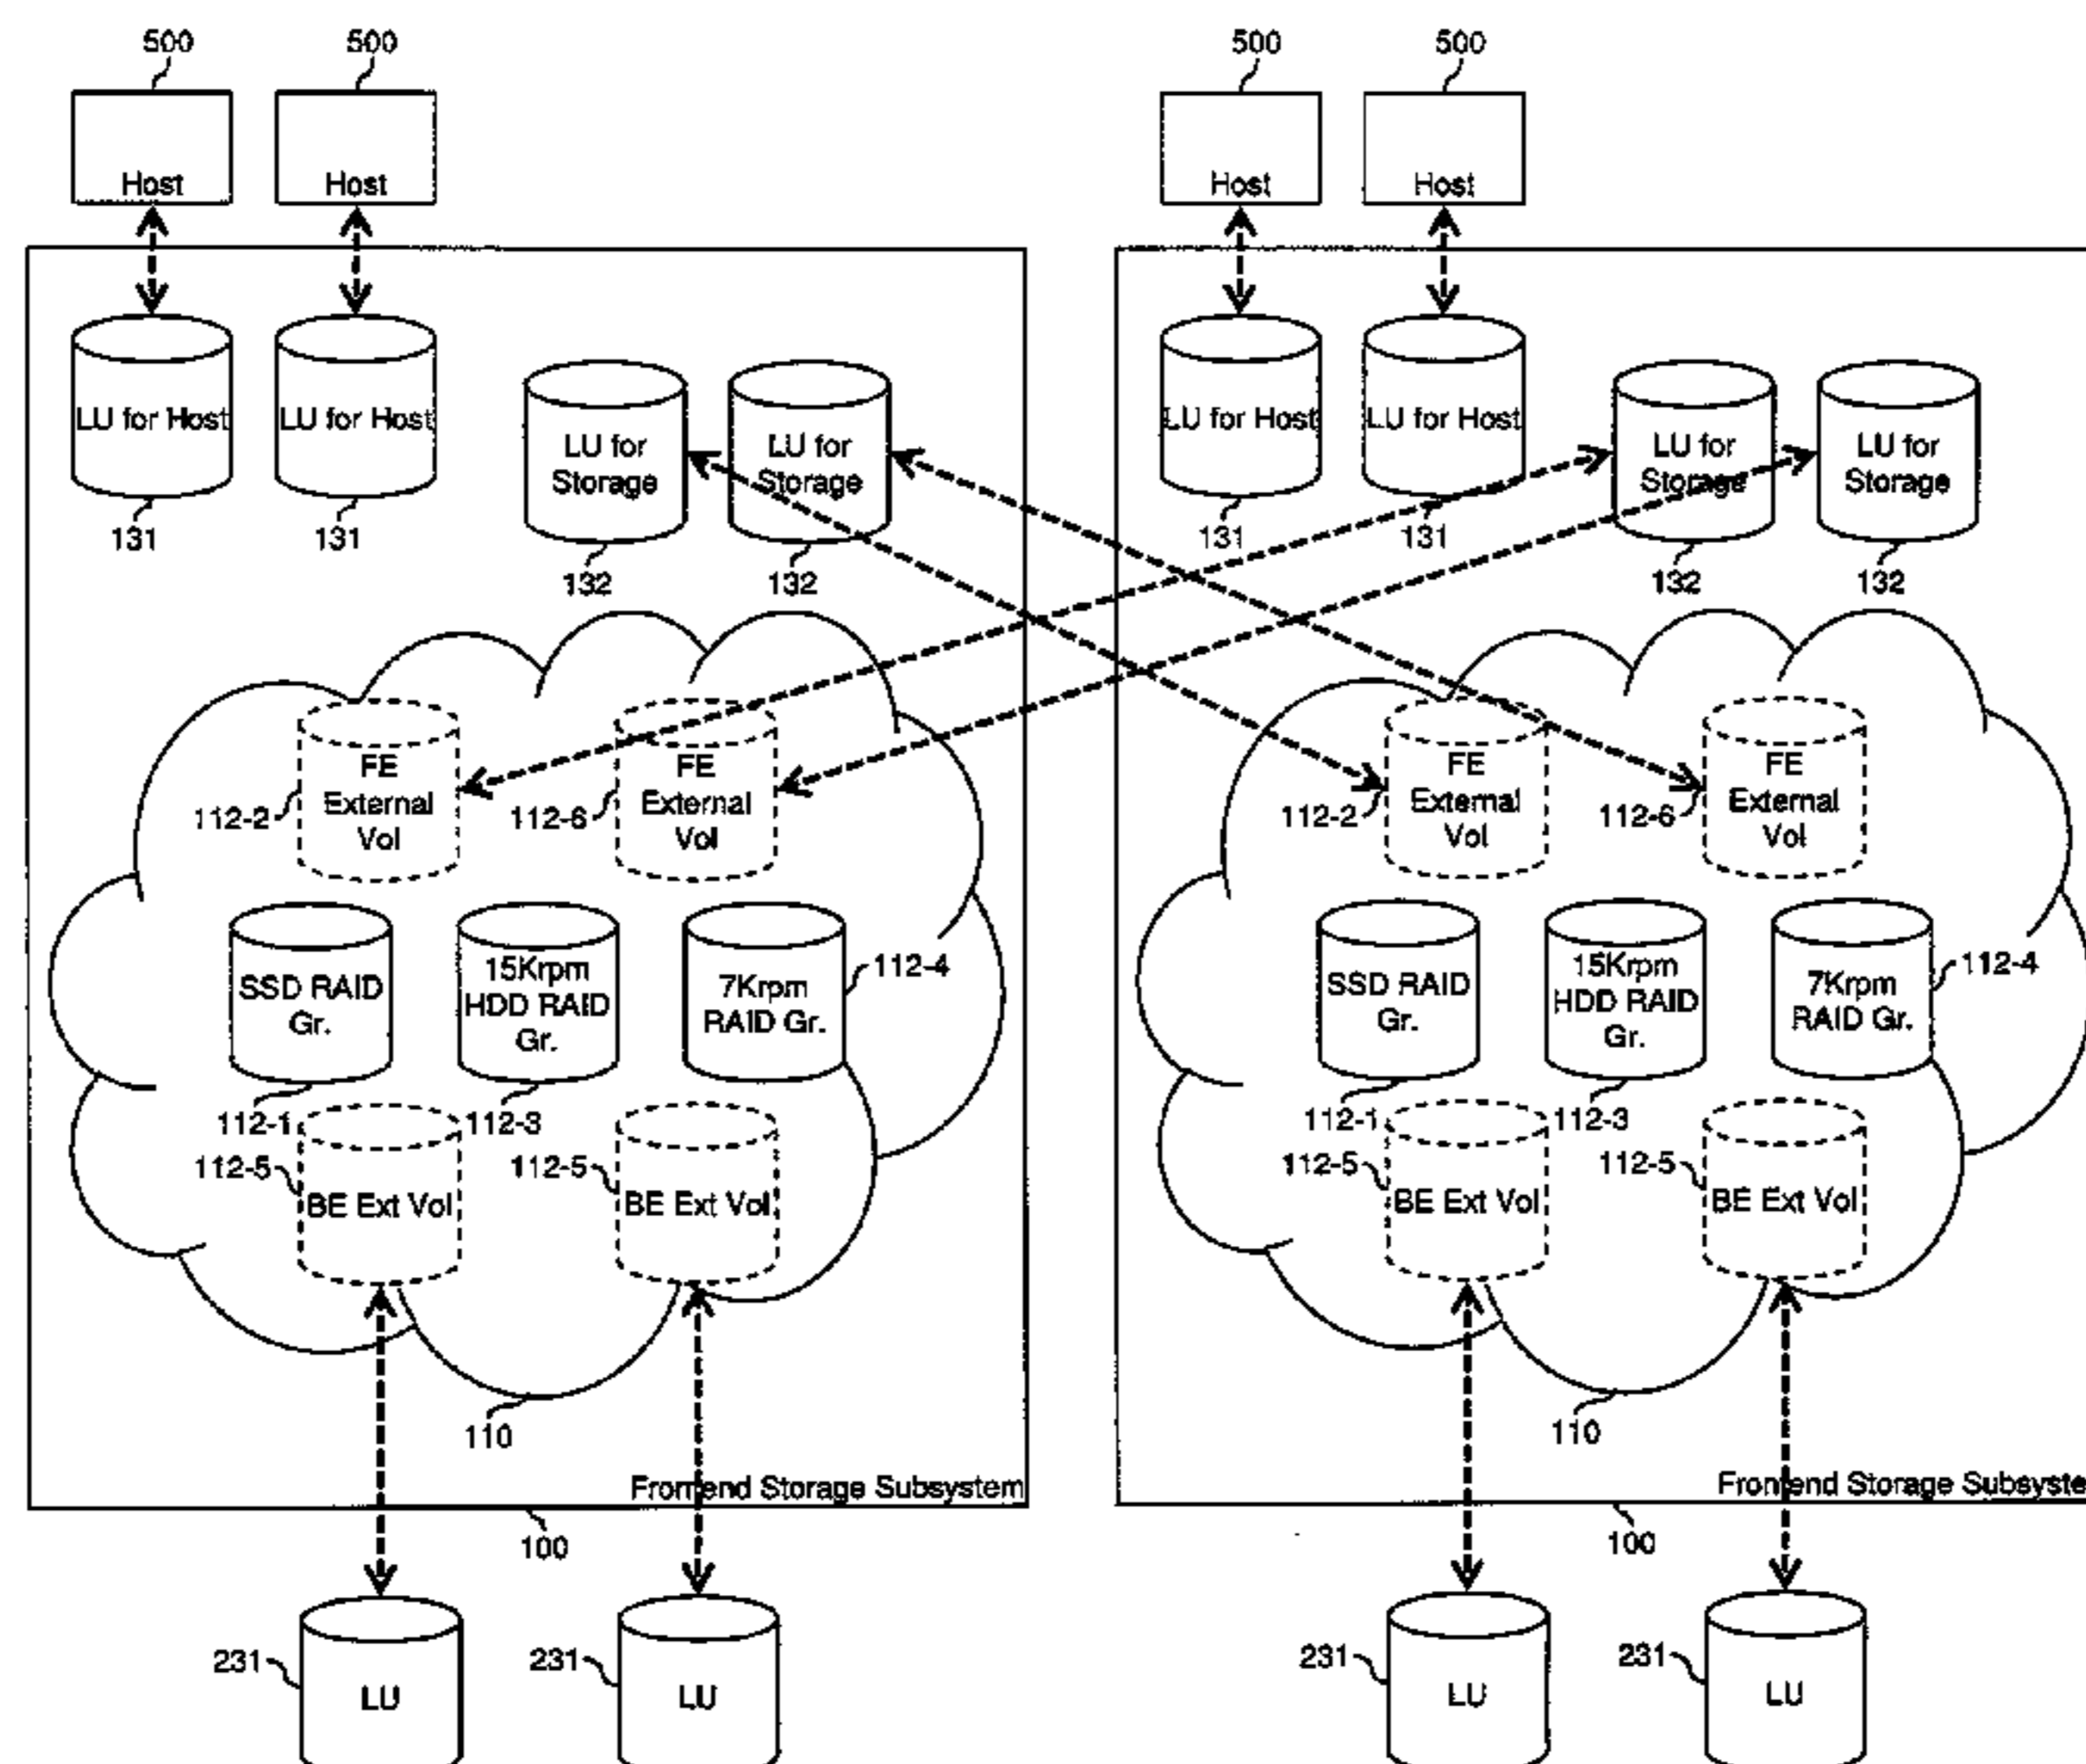 500
500
500
500
Host
Host
Host
Host
LU for Host
LU for Host
LU for
Storage
LU for
Storage
LU for Host
LU for Host
LU for
Storage
LU for
Storage
131
131
132
132
131
131
132
132
FE
External
Vol
FE
External
Vol
112-2
112-6
FE
External
Vol
FE
External
Vol
112-2
112-6
SSD RAID
Gr.
15Krpm
HDD RAID
Gr.
7Krpm
RAID Gr.
112-4
SSD RAID
Gr.
15Krpm
HDD RAID
Gr.
7Krpm
RAID Gr.
112-4
112-1
112-3
112-1
112-3
112-5
BE Ext Vol
112-5
BE Ext Vol
112-5
BE Ext Vol
112-5
BE Ext Vol
110
110
Frontend Storage Subsystem
Frontend Storage Subsyste
100
100
231
LU
231
LU
231
LU
231
LU